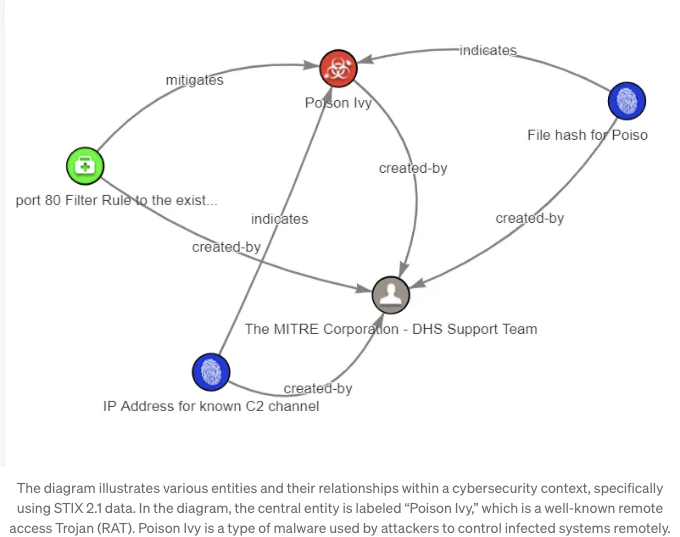 indicates
mitigates
Poison Ivy
File hash for Poiso
created-by
port 80 Filter Rule to the exist...
indicates
created-by
created-by
The MITRE Corporation - DHS Support Team
created-by
IP Address for known C2 channel
The diagram illustrates various entities and their relationships within a cybersecurity context, specifically
using STIX 2.1 data. In the diagram, the central entity is labeled “Poison Ivy,” which is a well-known remote
access Trojan (RAT). Poison Ivy is a type of malware used by attackers to control infected systems remotely.